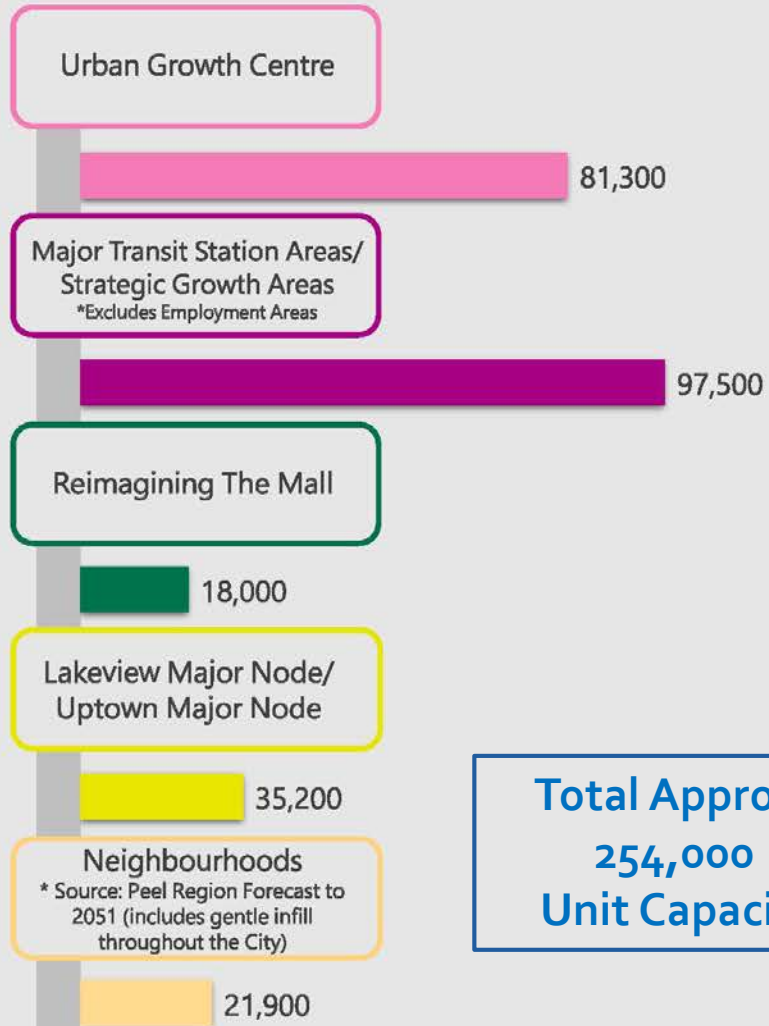 Urban Growth Centre
81,300
Major Transit Station Areas/
Strategic Growth Areas
*Excludes Employment Areas
97,500
Reimagining The Mall
18,000
Lakeview Major Node/
Uptown Major Node
35,200
Neighbourhoods
* Source: Peel Region Forecast to
2051 (includes gentle infill
throughout the City)
21,900
Total
254,000
Unit